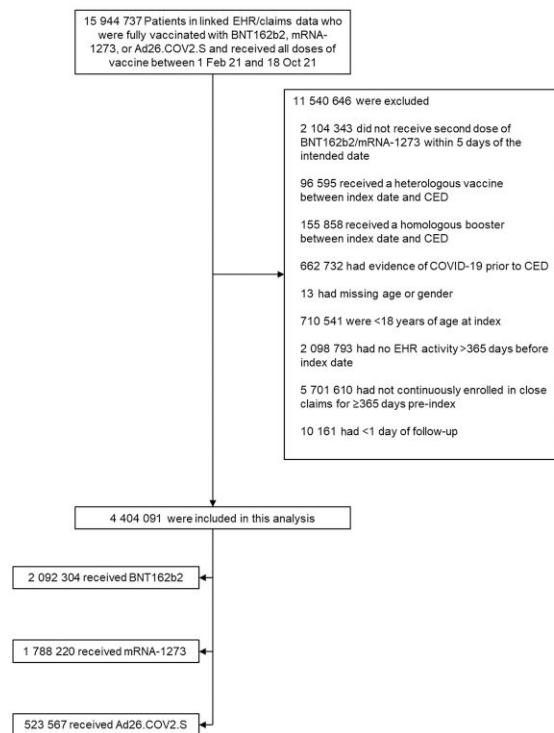 15 944 737 Patients in linked EHR/claims data who
were fully vaccinated with BNT162b2, mRNA-
1273, or Ad26.COV2.S and received all doses of
vaccine between 1 Feb 21 and 18 Oct 21
11 540 646 were excluded
2 104 343 did not receive second dose of
BNT162b2/mRNA-1273 within 5 days of the
intended date
96 595 received a heterologous vaccine
between index date and CED
155 858 received a homologous booster
between index date and CED
662 732 had evidence of COVID-19 prior to CED
13 had missing age or gender
710 541 were <18 years of age at index
2 098 793 had no EHR activity >365 days before
index date
5 701 610 had not continuously enrolled in close
claims for ≥365 days pre-index
10 161 had <1 day of follow-up
4 404 091 were included in this analysis
2 092 304 received BNT162b2
1 788 220 received mRNA-1273
523 567 received Ad26.COV2.S